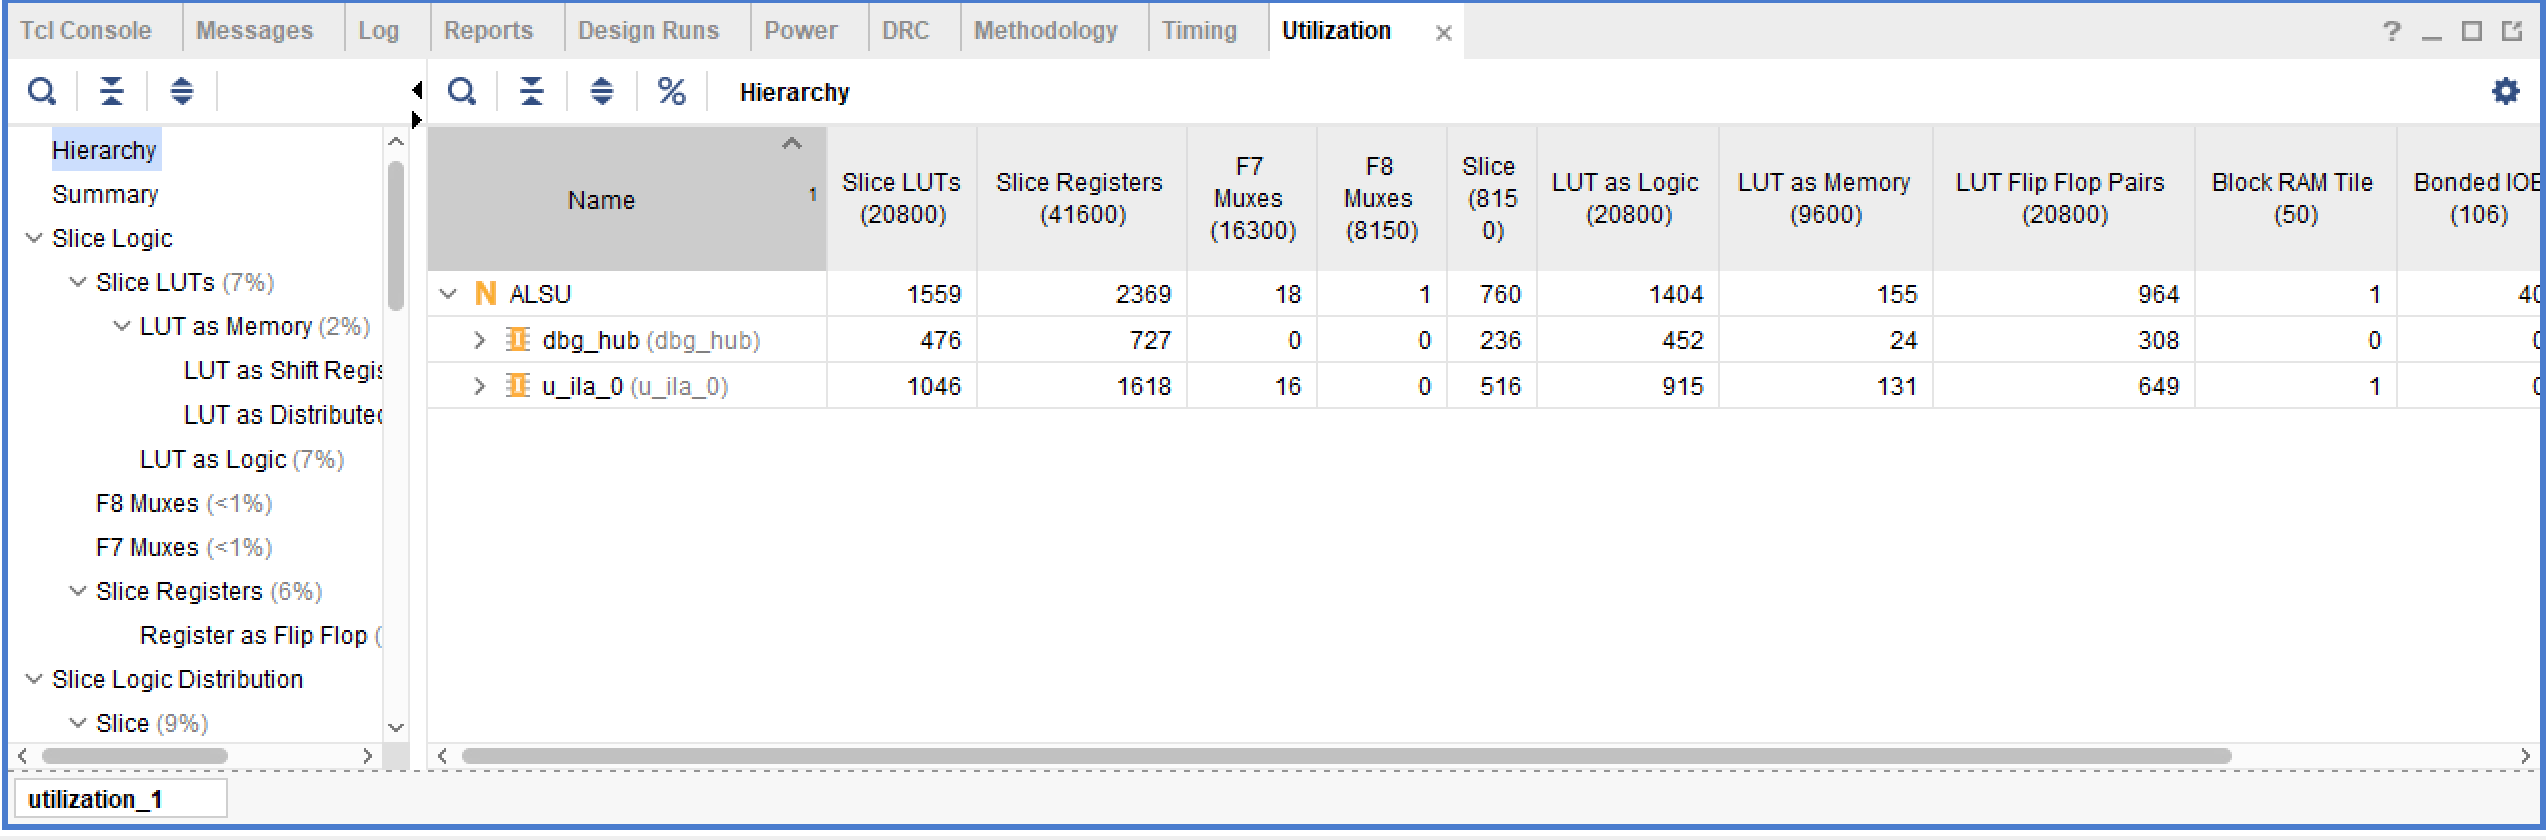 Tcl Console Messages Log Reports Design Runs Power DRC Methodology Timing Utilization
Hierarchy
Hierarchy
Summary
Slice Logic
Slice LUTs (7%)
LUT as Memory (2%)
LUT as Shift Regis
LUT as Distributed
LUT as Logic (7%)
F8 Muxes (<1%)
F7 Muxes (<1%)
Slice Registers (6%)
Register as Flip Flop (
Slice Logic Distribution
Slice (9%)
Name 1 Slice LUTs (20800) Slice Registers (41600) F7 Muxes (16300) F8 Muxes (8150) Slice (8150) LUT as Logic (20800) LUT as Memory (9600) LUT Flip Flop Pairs (20800) Block RAM Tile (50) Bonded IOB (106)
N ALSU 1559 2369 18 1 760 1404 155 964 1 40
dbg_hub (dbg_hub) 476 727 0 0 236 452 24 308 0 0
u_ila_0 (u_ila_0) 1046 1618 16 0 516 915 131 649 1 0
utilization_1